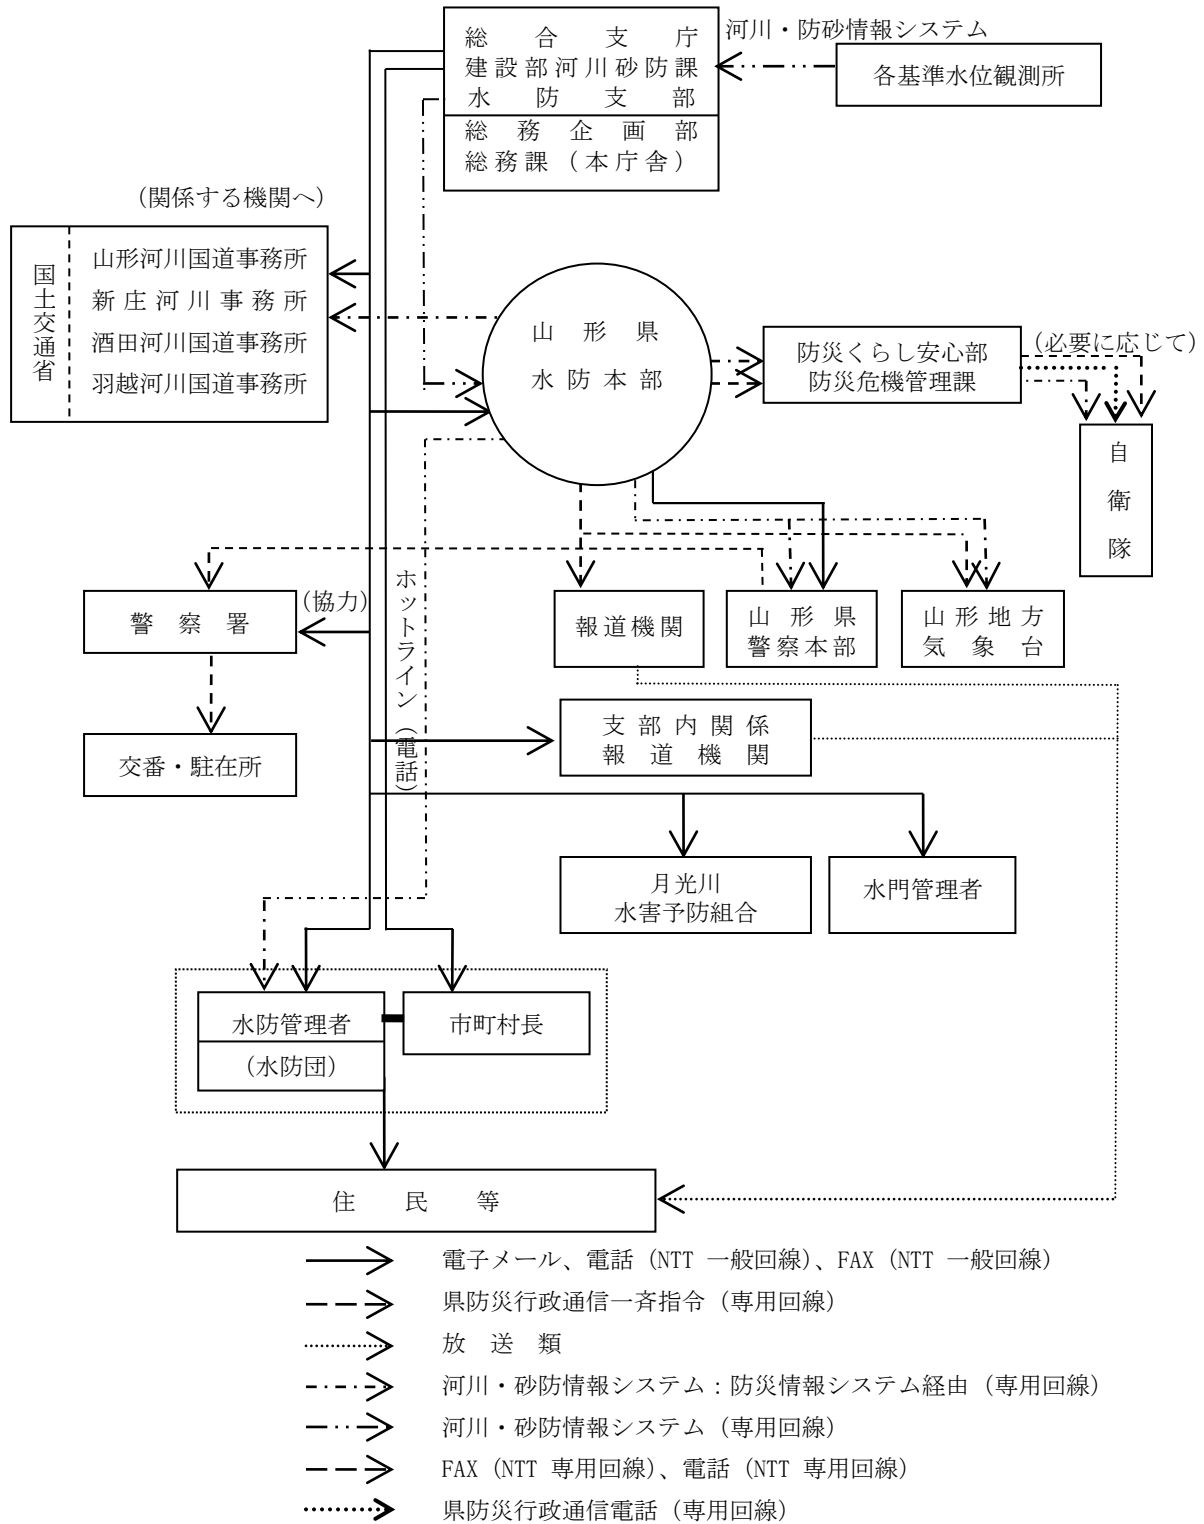 総合支庁
建設部河川砂防課
水防支部
総務企画部
総務課（本庁舎）
河川・防砂情報システム
各基準水位観測所
（関係する機関へ）
国土交通省
山形河川国道事務所
新庄河川事務所
酒田河川国道事務所
羽越河川国道事務所
山形県
水防本部
防災くらし安心部
防災危機管理課
（必要に応じて）
自衛隊
ホットライン（電話）
警察署
（協力）
報道機関
山形県
警察本部
山形地方
気象台
交番・駐在所
支部内関係
報道機関
月光川
水害予防組合
水門管理者
水防管理者
（水防団）
市町村長
住民等
電子メール、電話（NTT 一般回線）、FAX（NTT 一般回線）
県防災行政通信一斉指令（専用回線）
放送類
河川・砂防情報システム：防災情報システム経由（専用回線）
河川・砂防情報システム（専用回線）
FAX（NTT 専用回線）、電話（NTT 専用回線）
県防災行政通信電話（専用回線）